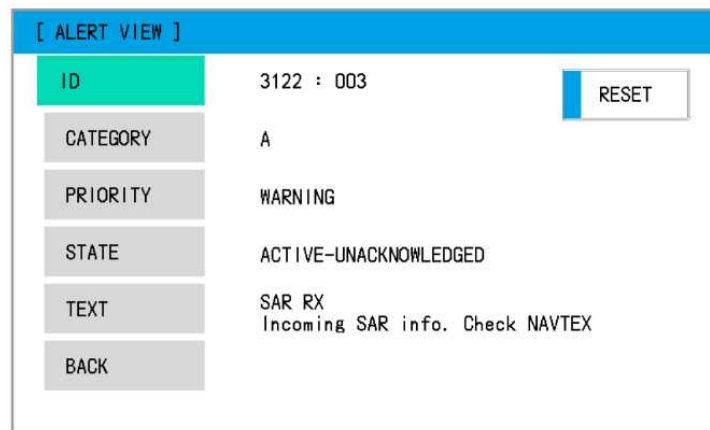 [ ALERT VIEW ]
ID 3122 : 003 RESET
CATEGORY A
PRIORITY WARNING
STATE ACTIVE-UNACKNOWLEDGED
TEXT SAR RX
Incoming SAR info. Check NAVTEX
BACK